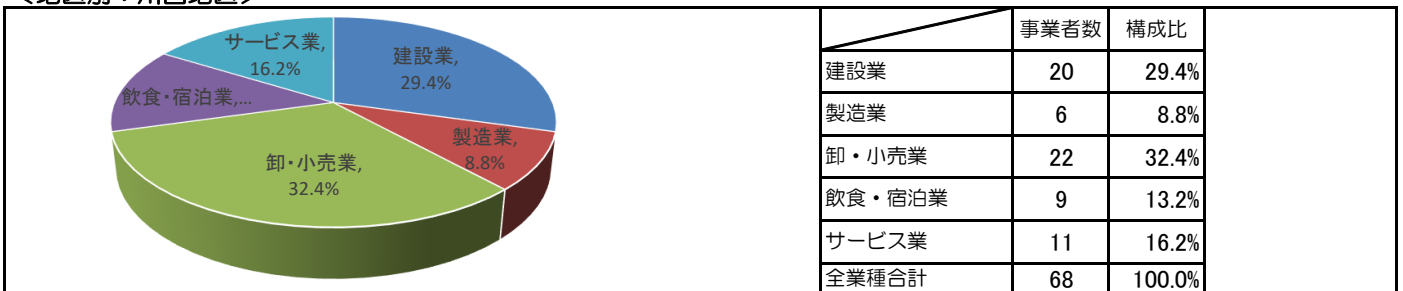 サービス業,
16.2%
建設業,
29.4%
飲食・宿泊業,...
製造業,
8.8%
卸・小売業,
32.4%
事業者数 構成比
建設業 20 29.4%
製造業 6 8.8%
卸・小売業 22 32.4%
飲食・宿泊業 9 13.2%
サービス業 11 16.2%
全業種合計 68 100.0%